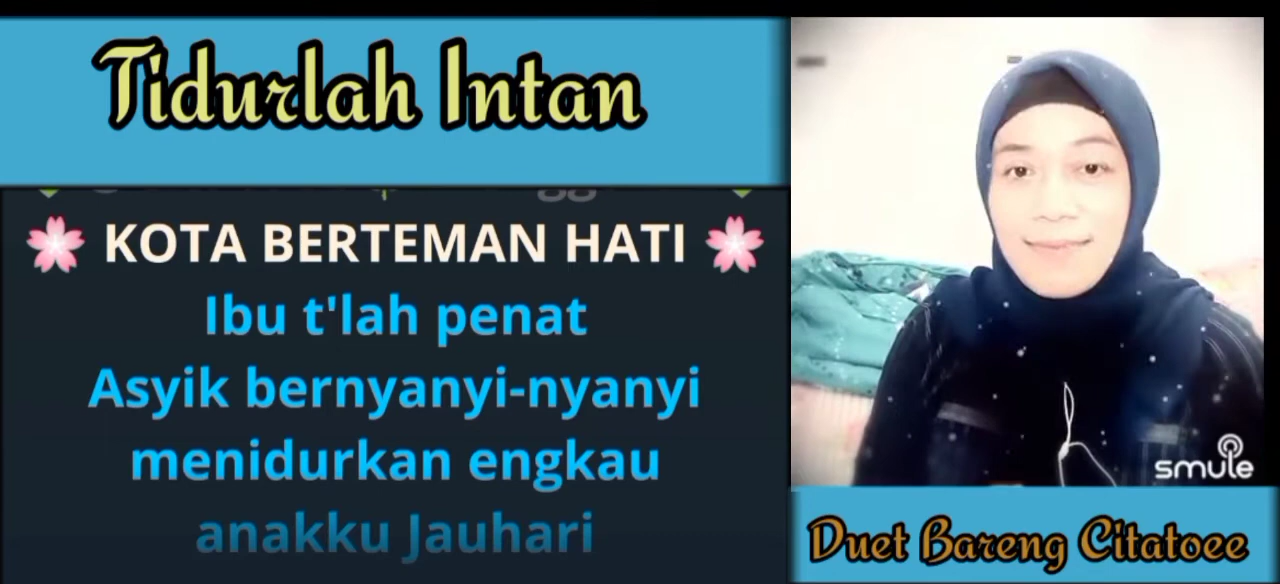 Tidurlah Intan
🌸 KOTA BERTEMAN HATI 🌸
Ibu t'lah penat
Asyik bernyanyi-nyanyi
menidurkan engkau
anakku Jauhari
smule
Duet Bareng Citatoee